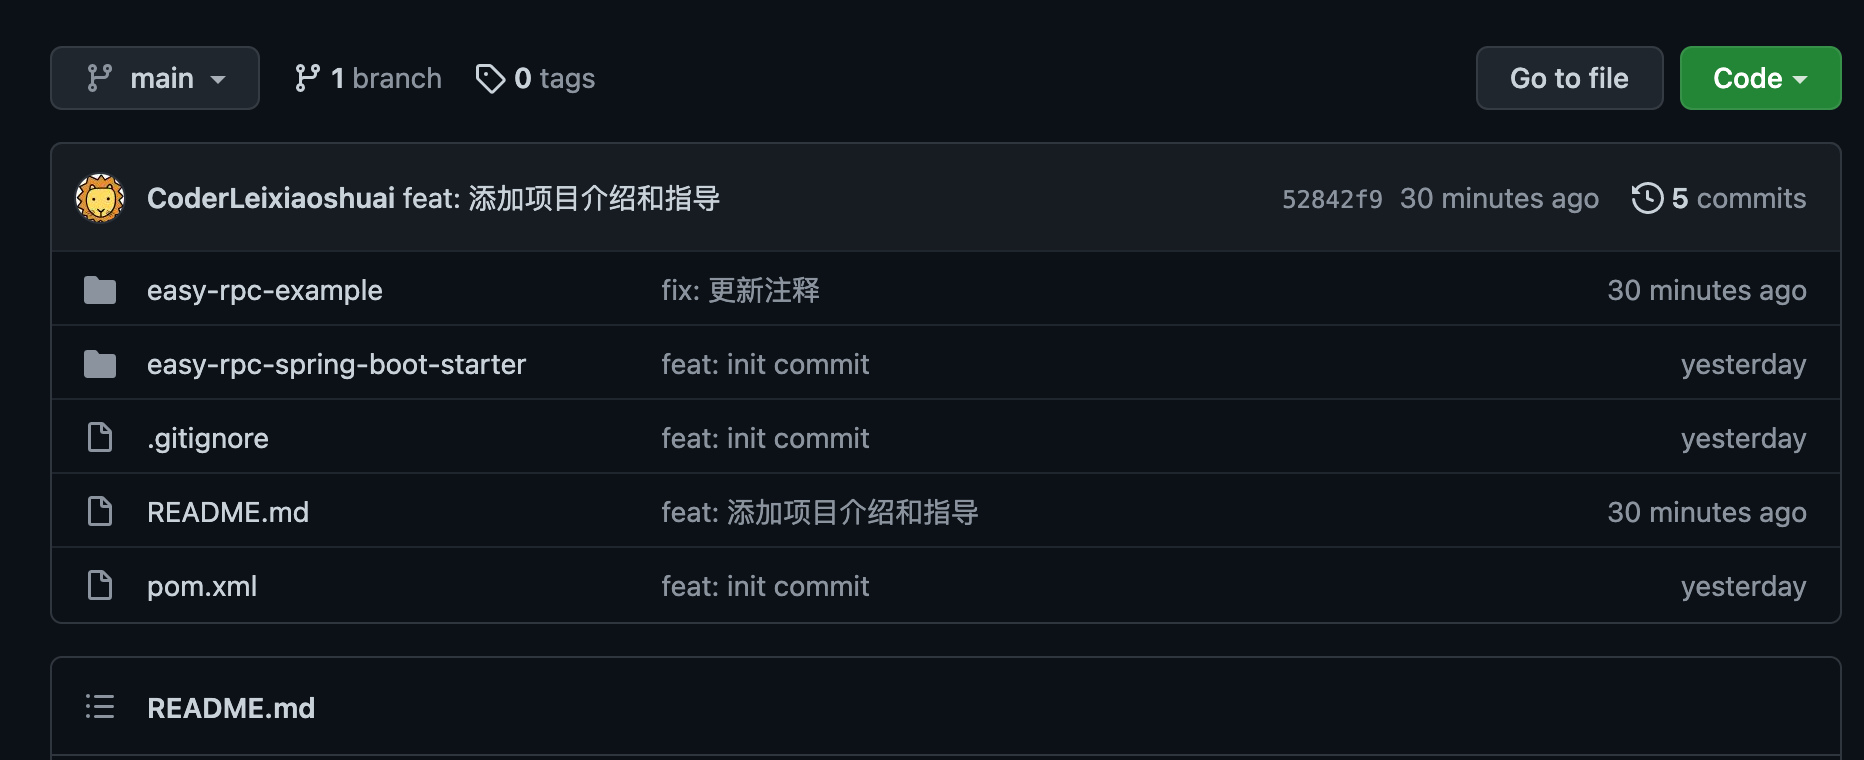 main 1 branch 0 tags Go to file Code
CoderLeixiaoshuai feat: 添加项目介绍和指导 52842f9 30 minutes ago 5 commits
easy-rpc-example fix: 更新注释 30 minutes ago
easy-rpc-spring-boot-starter feat: init commit yesterday
.gitignore feat: init commit yesterday
README.md feat: 添加项目介绍和指导 30 minutes ago
pom.xml feat: init commit yesterday
README.md